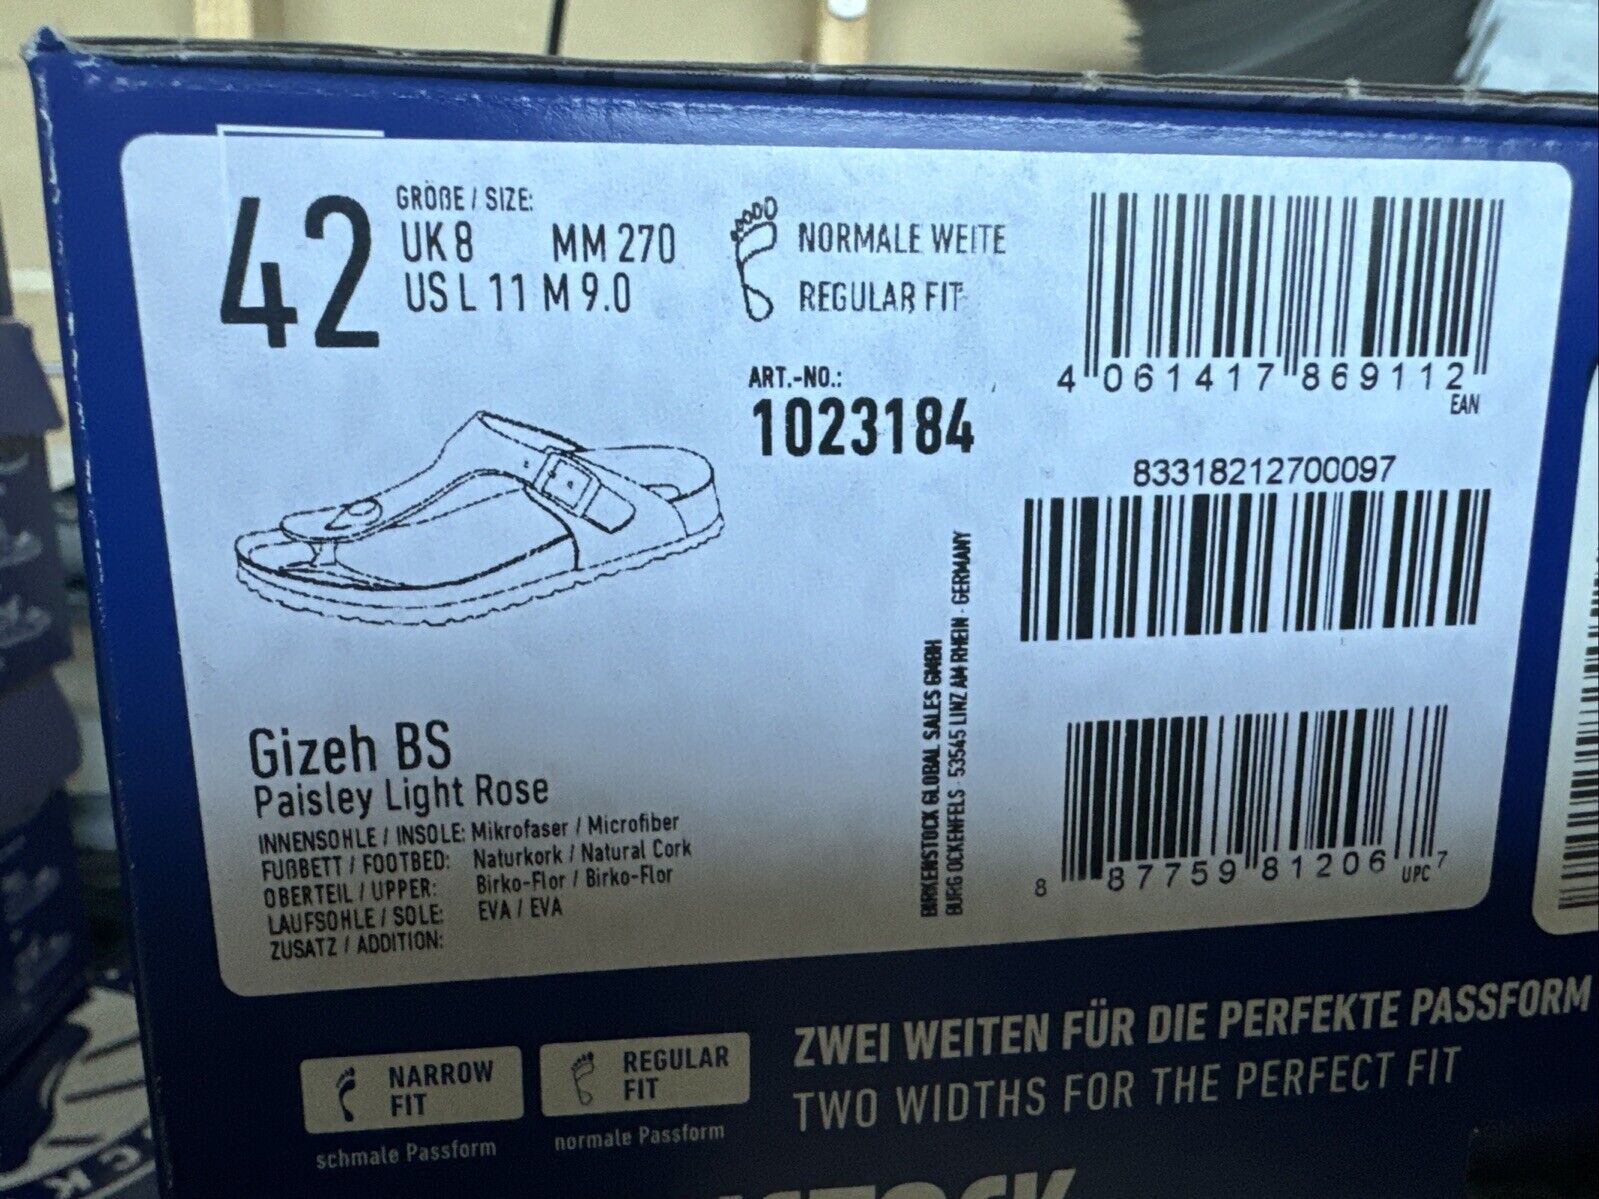 42
GRÖßE / SIZE:
UK 8 MM 270
US L 11 M 9.0
NORMALE WEITE
REGULAR FIT
ART.-NO.:
1023184
4 061417 869112
EAN
83318212700097
8 87759 81206 7
UPC
BIRKENSTOCK GLOBAL SALES GMBH
BURG OCKENFELS · 53545 LINZ AM RHEIN · GERMANY
Gizeh BS
Paisley Light Rose
INNENSOHLE / INSOLE: Mikrofaser / Microfiber
FUßBETT / FOOTBED: Naturkork / Natural Cork
OBERTEIL / UPPER: Birko-Flor / Birko-Flor
LAUFSOHLE / SOLE: EVA / EVA
ZUSATZ / ADDITION:
NARROW
FIT
schmale Passform
REGULAR
FIT
normale Passform
ZWEI WEITEN FÜR DIE PERFEKTE PASSFORM
TWO WIDTHS FOR THE PERFECT FIT